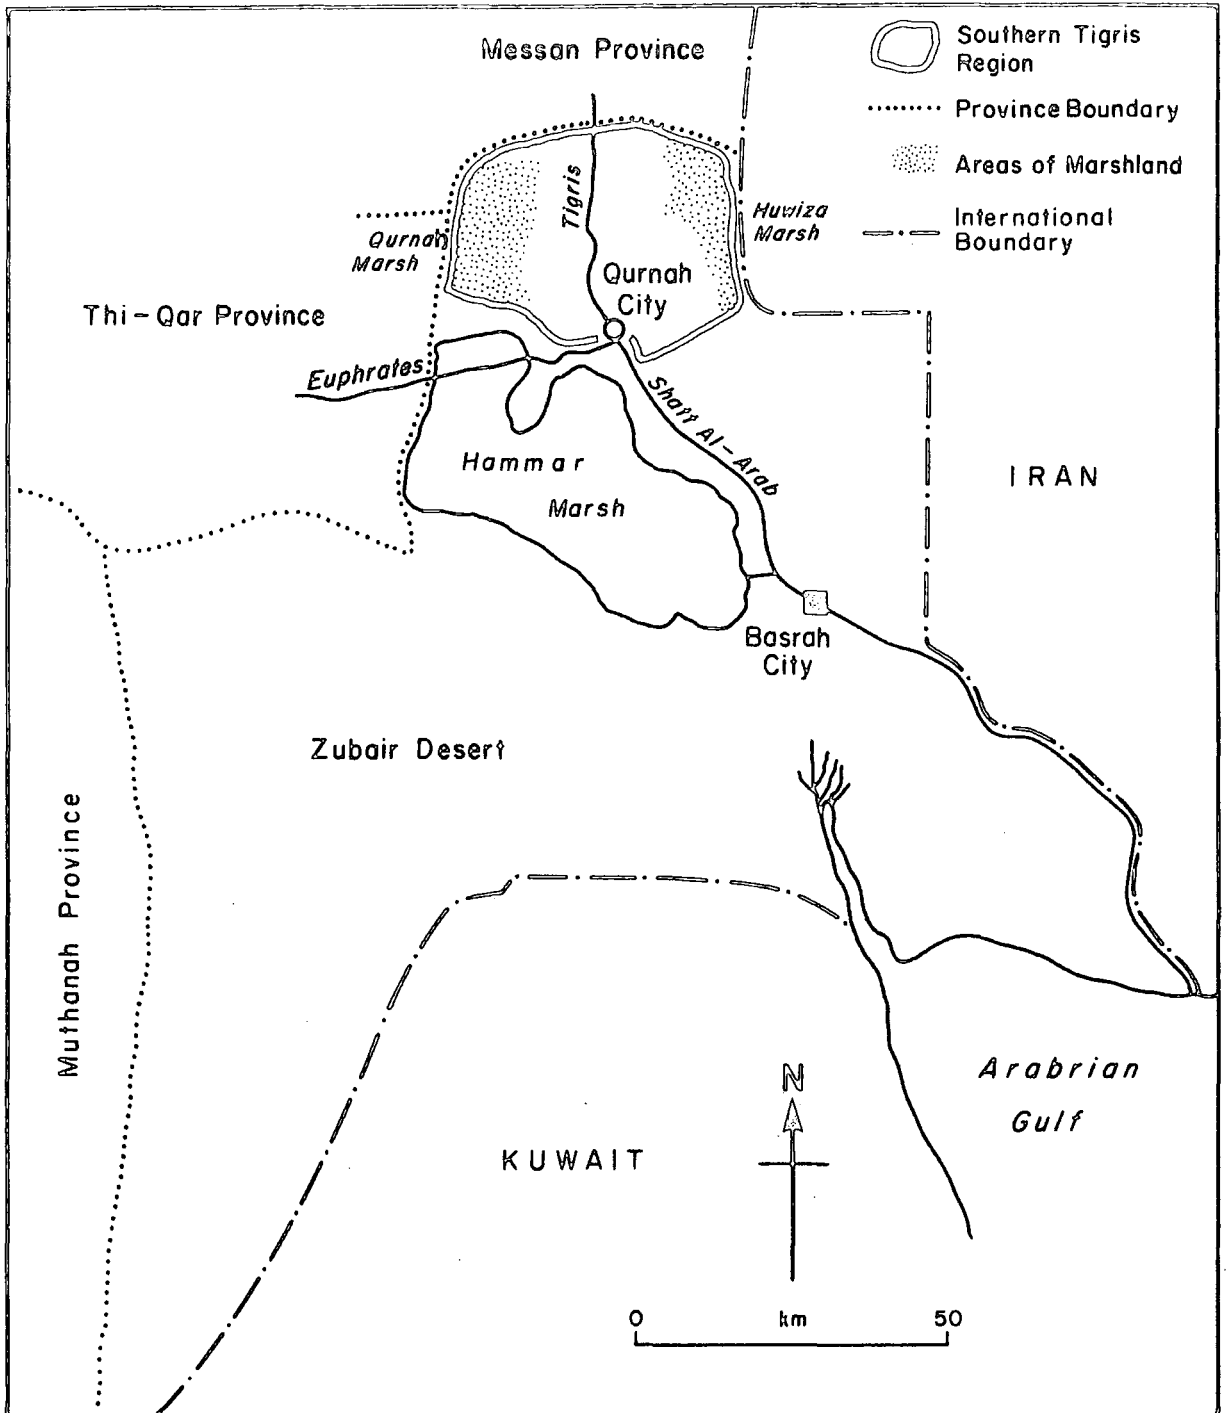 Messan Province
Southern Tigris
Region
Province Boundary
Areas of Marshland
International
Boundary
Tigris
Huwiza
Marsh
Qurnah
Marsh
Qurnah
City
Thi-Qar Province
Euphrates
Shatt Al-Arab
Hammar
Marsh
IRAN
Basrah
City
Zubair Desert
Muthanah Province
N
Arabrian
Gulf
KUWAIT
0 km 50